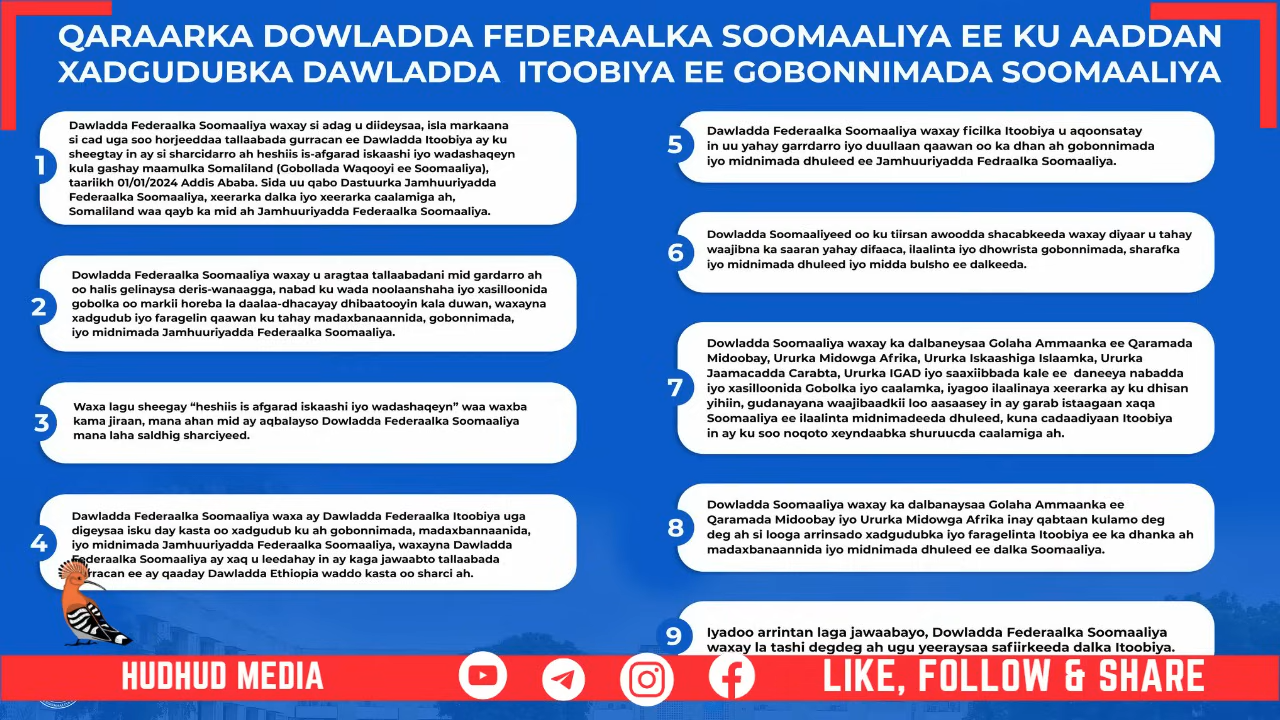 QARAARKA DOWLADDA FEDERAALKA SOOMAALIYA EE KU AADDAN
XADGUDUBKA DAWLADDA ITOOBIYA EE GOBONNIMADA SOOMAALIYA
1
Dawladda Federaalka Soomaaliya waxay si adag u diideysaa, isla markaana
si cad uga soo horjeeddaa tallaabada gurracan ee Dawladda Itoobiya ay ku
sheegtay in ay si sharcidarro ah heshiis is-afgarad iskaashi iyo wadashaqeyn
kula gashay maamulka Somaliland (Gobollada Waqooyi ee Soomaaliya),
taariikh 01/01/2024 Addis Ababa. Sida uu qabo Dastuurka Jamhuuriyadda
Federaalka Soomaaliya, xeerarka dalka iyo xeerarka caalamiga ah,
Somaliland waa qayb ka mid ah Jamhuuriyadda Federaalka Soomaaliya.
2
Dowladda Federaalka Soomaaliya waxay u aragtaa tallaabadani mid gardarro ah
oo halis gelinaysa deris-wanaagga, nabad ku wada noolaanshaha iyo xasilloonida
gobolka oo markii horeba la daalaa-dhacayay dhibaatooyin kala duwan, waxayna
xadgudub iyo faragelin qaawan ku tahay madaxbanaannida, gobonnimada,
iyo midnimada Jamhuuriyadda Federaalka Soomaaliya.
3
Waxa lagu sheegay “heshiis is afgarad iskaashi iyo wadashaqeyn” waa waxba
kama jiraan, mana ahan mid ay aqbalayso Dowladda Federaalka Soomaaliya
mana laha saldhig sharciyeed.
4
Dowladda Federaalka Soomaaliya waxa ay Dawladda Federaalka Itoobiya uga
digeysaa isku day kasta oo xadgudub ku ah gobonnimada, madaxbannaanida,
iyo midnimada Jamhuuriyadda Federaalka Soomaaliya, waxayna Dawladda
Federaalka Soomaaliya ay xaq u leedahay in ay kaga jawaabto tallaabada
ee ay qaaday Dawladda Ethiopia waddo kasta oo sharci ah.
5
Dowladda Federaalka Soomaaliya waxay ficilka Itoobiya u aqoonsatay
in uu yahay garrdarro iyo duullaan qaawan oo ka dhan ah gobonnimada
iyo midnimada dhuleed ee Jamhuuriyadda Fedraalka Soomaaliya.
6
Dowladda Soomaaliyeed oo ku tiirsan awoodda shacabkeeda waxay diyaar u tahay
waajibna ka saaran yahay difaaca, ilaalinta iyo dhowrista gobonnimada, sharafka
iyo midnimada dhuleed iyo midda bulsho ee dalkeeda.
7
Dowladda Soomaaliya waxay ka dalbaneysaa Golaha Ammaanka ee Qaramada
Midoobay, Ururka Midowga Afrika, Ururka Iskaashiga Islaamka, Ururka
Jaamacadda Carabta, Ururka IGAD iyo saaxiibbada kale ee daneeya nabadda
iyo xasilloonida Gobolka iyo caalamka, iyagoo ilaalinaya xeerarka ay ku dhisan
yihiin, gudanayana waajibaadkii loo aasaasey in ay garab istaagaan xaqa
Soomaaliya ee ilaalinta midnimadeeda dhuleed, kuna cadaadiyaan Itoobiya
in ay ku soo noqoto xeyndaabka shuruucda caalamiga ah.
8
Dowladda Soomaaliya waxay ka dalbanaysaa Golaha Ammaanka ee
Qaramada Midoobay iyo Ururka Midowga Afrika inay qabtaan kulamo deg
deg ah si looga arrinsado xadgudubka iyo faragelinta Itoobiya ee ka dhanka ah
madaxbanaannida iyo midnimada dhuleed ee dalka Soomaaliya.
9
Iyadoo arrintan laga jawaabayo, Dowladda Federaalka Soomaaliya
waxay la tashi degdeg ah ugu yeeraysaa safiirkeeda dalka Itoobiya.
HUDHUD MEDIA
LIKE, FOLLOW & SHARE